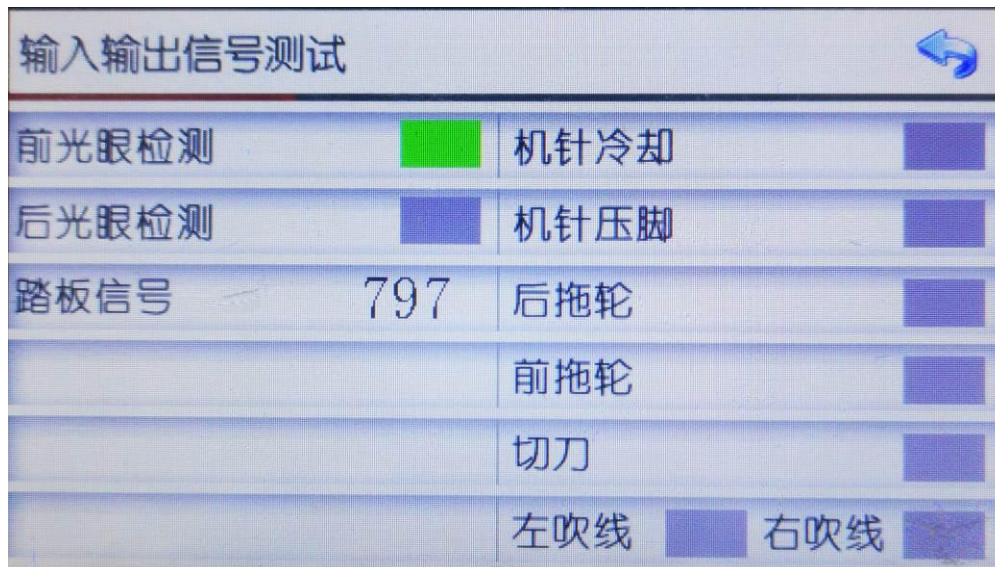 输入输出信号测试
前光眼检测 机针冷却
后光眼检测 机针压脚
踏板信号 797 后拖轮
前拖轮
切刀
左吹线 右吹线